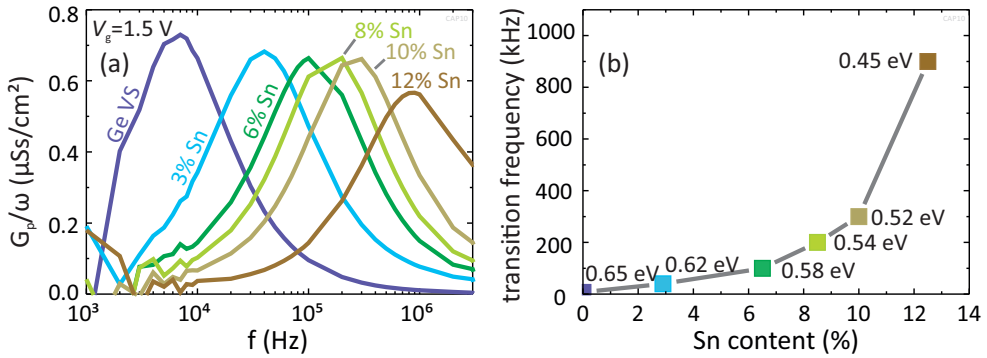 V_g=1.5 V
CAP10
(a)
Ge VS
3% Sn
6% Sn
8% Sn
10% Sn
12% Sn
0.8
0.6
0.4
0.2
0.0
G_p/ω (μSs/cm²)
10³
10⁴
10⁵
10⁶
f (Hz)
CAP10
(b)
transition frequency (kHz)
1000
800
600
400
200
0
0.65 eV
0.62 eV
0.58 eV
0.54 eV
0.52 eV
0.45 eV
0 2 4 6 8 10 12 14
Sn content (%)